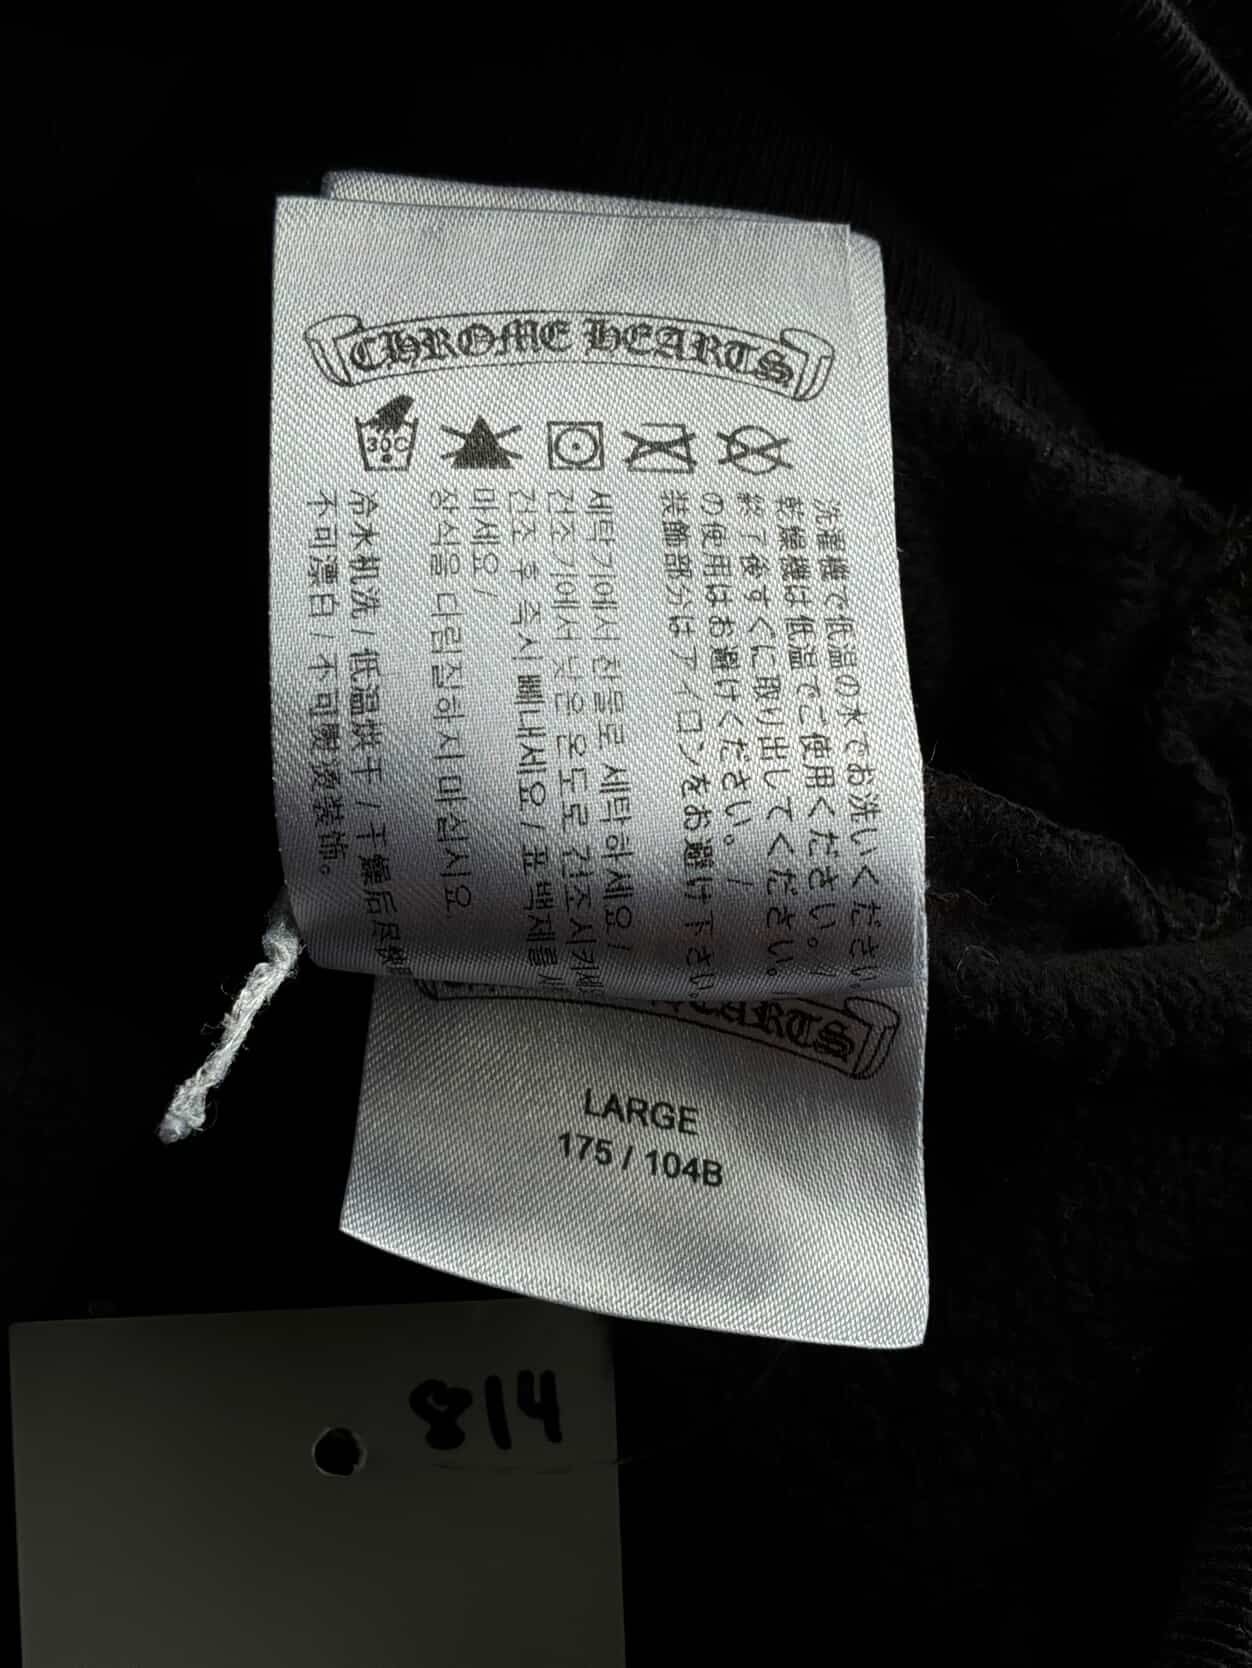 CHROME HEARTS
30C
洗濯機で低温の水でお洗いください。/
乾燥機は低温でご使用ください。/
終了後すぐに取り出してください。/
の使用はお避けください。/
装飾部分はアイロンをお避け下さい。
세탁기에서 찬물로 세탁하세요/
건조기에서 낮은 온도로 건조시키세
건조 후 즉시 빼내세요/ 표백제를
마세요/
장식을 다림질하시 마십시요.
冷水机洗/低温烘干/干燥后尽
不可漂白/不可熨烫装饰。
EARTS
LARGE
175 / 104B
814